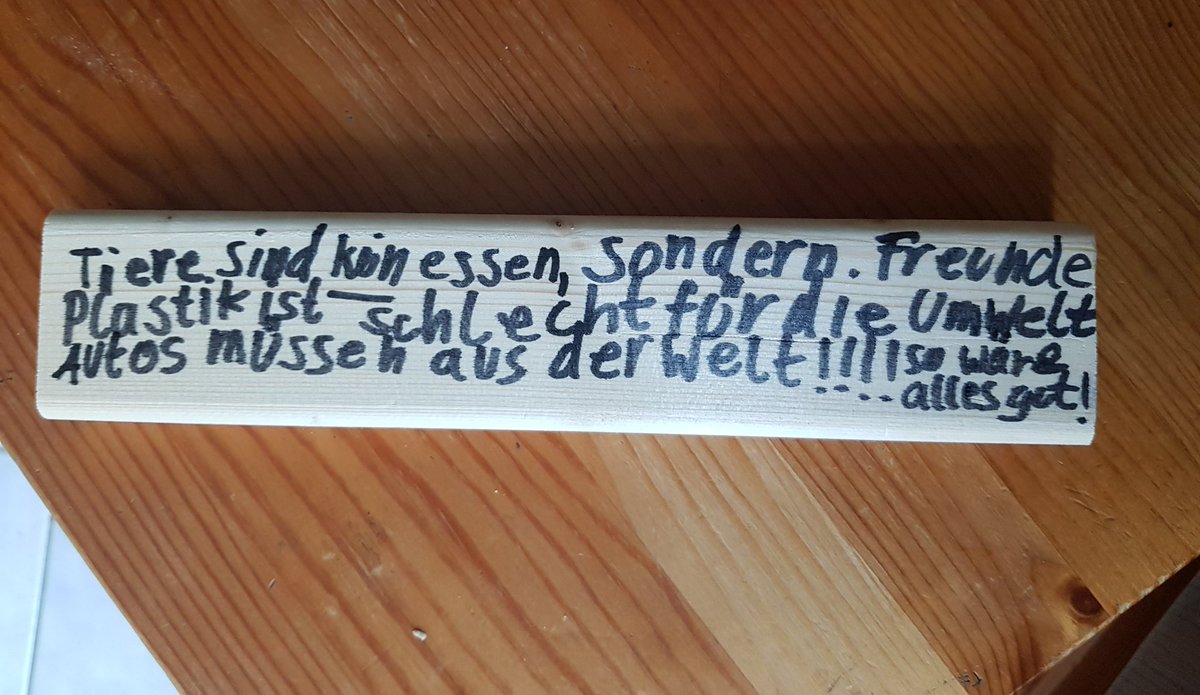 Tiere sind kein essen, sondern. Freunde
Plastik ist — schlecht für die Umwelt
Autos müssen aus der Welt!!!! so wäre
alles gut!